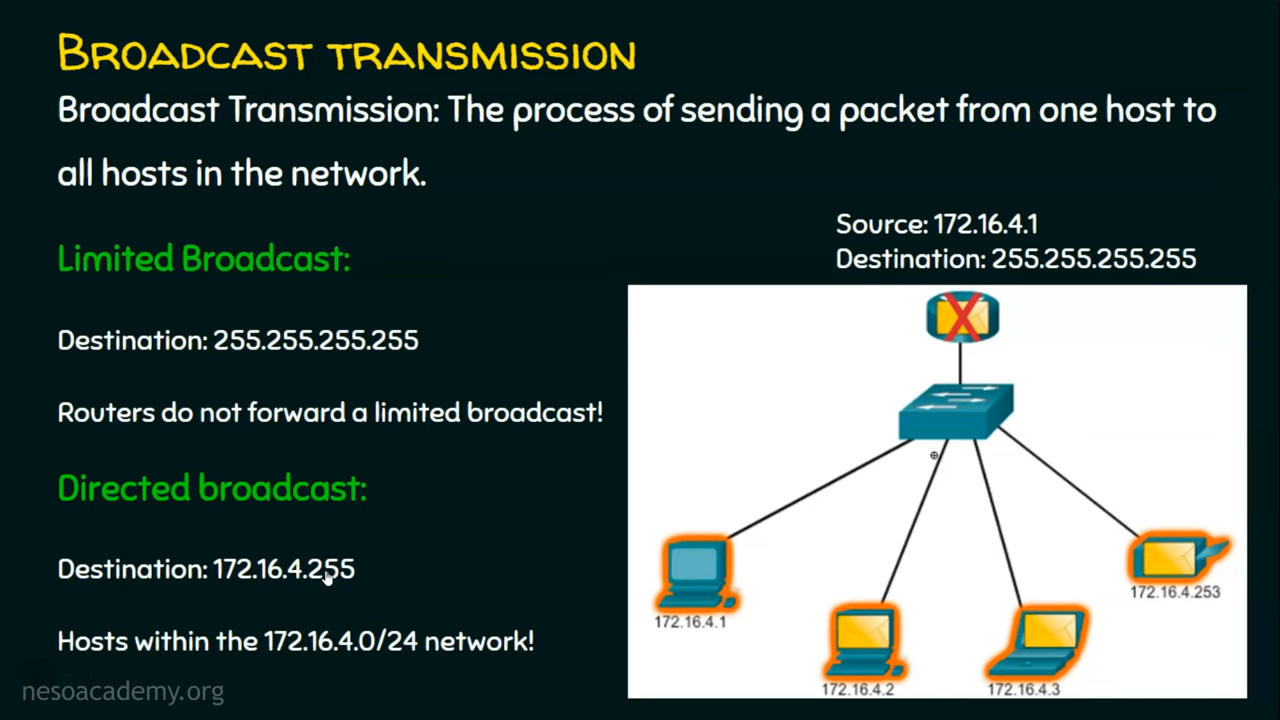 BROADCAST TRANSMISSION
Broadcast Transmission: The process of sending a packet from one host to
all hosts in the network.
Limited Broadcast:
Destination: 255.255.255.255
Routers do not forward a limited broadcast!
Directed broadcast:
Destination: 172.16.4.255
Hosts within the 172.16.4.0/24 network!
Source: 172.16.4.1
Destination: 255.255.255.255
172.16.4.1
172.16.4.2
172.16.4.3
172.16.4.253
nesoacademy.org